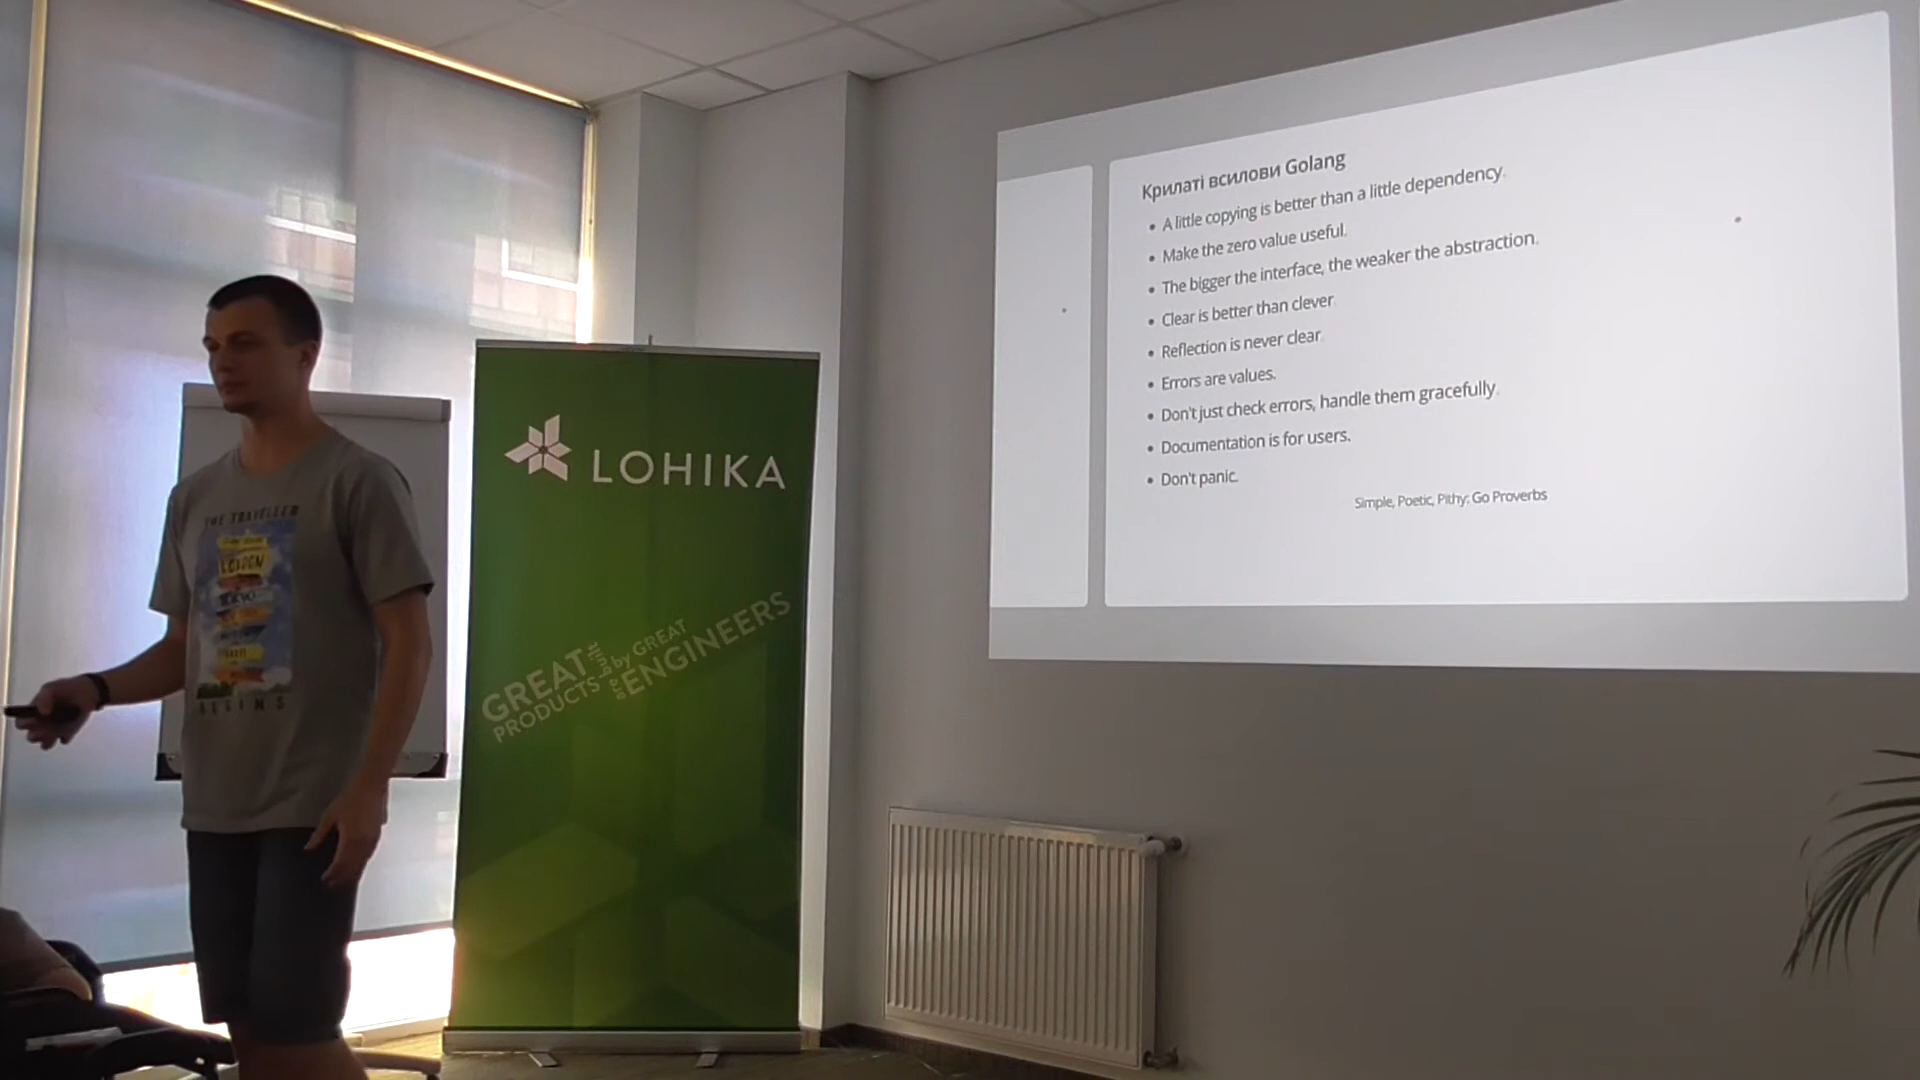 Крилаті всилови Golang
• A little copying is better than a little dependency.
• Make the zero value useful.
• The bigger the interface, the weaker the abstraction.
• Clear is better than clever
• Reflection is never clear
• Errors are values.
• Don't just check errors, handle them gracefully.
• Documentation is for users.
• Don't panic.
Simple, Poetic, Pithy: Go Proverbs
LOHIKA
GREAT
PRODUCTS
are built
by GREAT
ENGINEERS
THE TRAVELLER
LONDON
BEGINS